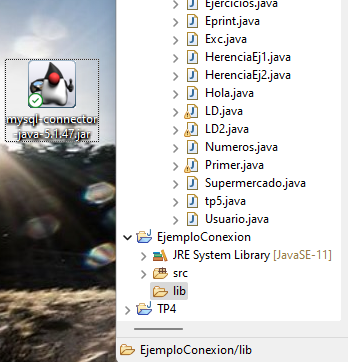 Ejercicios.java
Eprint.java
Exc.java
HerenciaEj1.java
HerenciaEj2.java
Hola.java
LD.java
LD2.java
Numeros.java
Primer.java
Supermercado.java
tp5.java
Usuario.java
EjemploConexion
JRE System Library [JavaSE-11]
src
lib
TP4
EjemploConexion/lib
mysql-connector
-java-5.1.47.jar